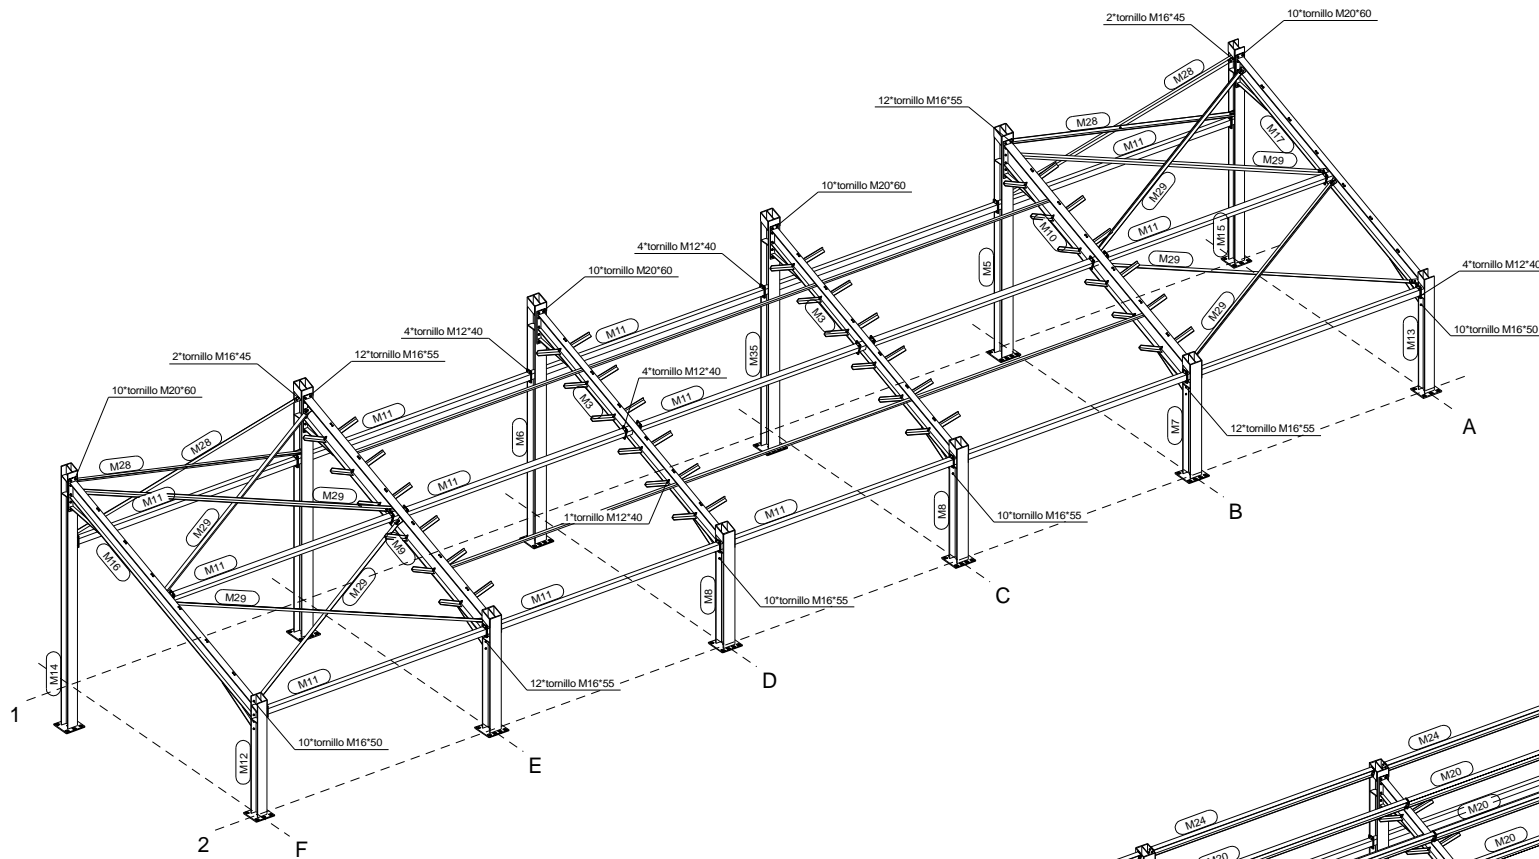 2*tornillo M16*45
10*tornillo M20*60
M28
12*tornillo M16*55
M28
M11
M17
M29
10*tornillo M20*60
M29
M10
M11
M15
4*tornillo M12*40
M5
M29
4*tornillo M12*40
10*tornillo M20*60
M3
M29
M13
10*tornillo M16*50
4*tornillo M12*40
M11
M35
2*tornillo M16*45
12*tornillo M16*55
4*tornillo M12*40
10*tornillo M20*60
M3
M11
M7
12*tornillo M16*55
A
M11
M6
M28
M28
M11
M29
M11
B
M29
1*tornillo M12*40
M11
M8
10*tornillo M16*55
M9
M16
M11
M29
M29
M11
M8
10*tornillo M16*55
C
M14
M11
12*tornillo M16*55
D
1
M12
10*tornillo M16*50
E
2
F
M24
M20
M20
M24
M20
M20